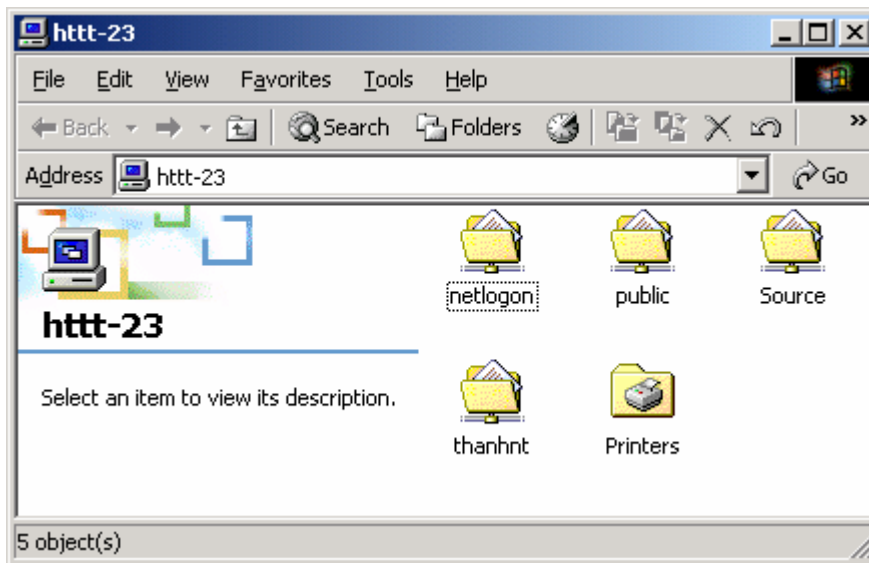 httt-23
File Edit View Favorites Tools Help
Back Search Folders »
Address httt-23 Go
httt-23
Select an item to view its description.
netlogon public Source
thanhnt Printers
5 object(s)